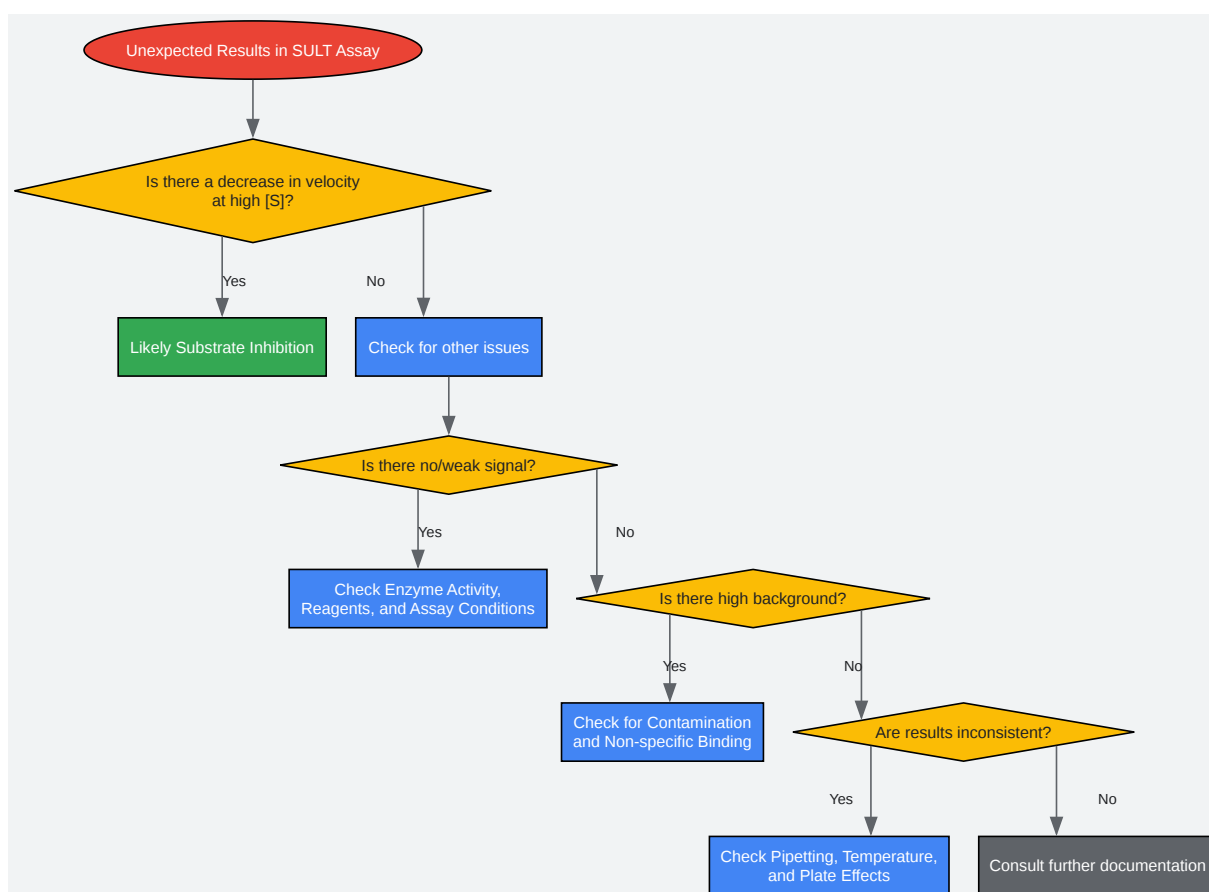 Unexpected Results in SULT Assay
Is there a decrease in velocity
at high [S]?
Yes
No
Likely Substrate Inhibition
Check for other issues
Is there no/weak signal?
Yes
No
Check Enzyme Activity,
Reagents, and Assay Conditions
Is there high background?
Yes
No
Check for Contamination
and Non-specific Binding
Are results inconsistent?
Yes
No
Check Pipetting, Temperature,
and Plate Effects
Consult further documentation